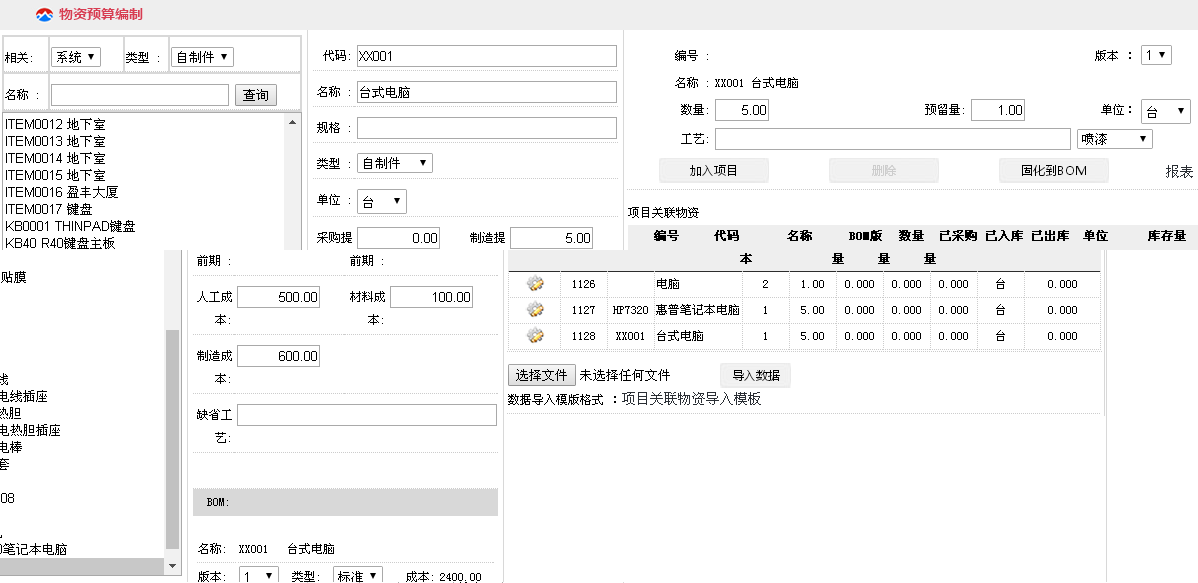 物资预算编制
相关: 系统 类型 : 自制件
名称 : 查询
ITEM0012 地下室
ITEM0013 地下室
ITEM0014 地下室
ITEM0015 地下室
ITEM0016 盈丰大厦
ITEM0017 键盘
KB0001 THINPAD键盘
KB40 R40键盘主板
贴膜
线
电线插座
热胆
电热胆插座
电棒
套
08
笔记本电脑
代码: XX001
名称 : 台式电脑
规格 :
类型 : 自制件
单位 : 台
采购提 0.00 制造提 5.00
前期 : 前期 :
人工成 500.00 材料成 100.00
本: 本:
制造成 600.00
本:
缺省工
艺:
BOM:
名称: XX001 台式电脑
版本: 1 类型: 标准 成本: 2400.00
编号 : 版本 : 1
名称 : XX001 台式电脑
数量: 5.00 预留量: 1.00 单位: 台
工艺: 喷漆
加入项目 删除 固化到BOM 报表
项目关联物资
编号 代码 名称 BOM版 数量 已采购 已入库 已出库 单位 库存量
本 量 量 量
1126 电脑 2 1.00 0.000 0.000 0.000 台 0.000
1127 HP7320 惠普笔记本电脑 1 5.00 0.000 0.000 0.000 台 0.000
1128 XX001 台式电脑 1 5.00 0.000 0.000 0.000 台 0.000
选择文件 未选择任何文件 导入数据
数据导入模版格式 : 项目关联物资导入模板